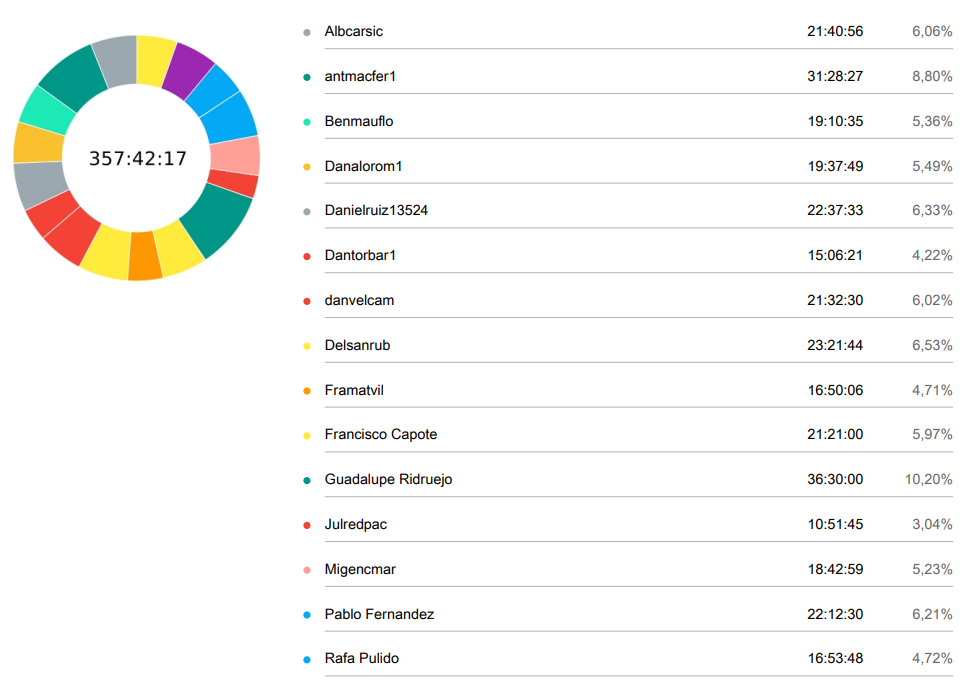 357:42:17
Albcarsic 21:40:56 6,06%
antmacfer1 31:28:27 8,80%
Benmauflo 19:10:35 5,36%
Danalorom1 19:37:49 5,49%
Danielruiz13524 22:37:33 6,33%
Dantorbar1 15:06:21 4,22%
danvelcam 21:32:30 6,02%
Delsanrub 23:21:44 6,53%
Framatvil 16:50:06 4,71%
Francisco Capote 21:21:00 5,97%
Guadalupe Ridruejo 36:30:00 10,20%
Julredpac 10:51:45 3,04%
Migencmar 18:42:59 5,23%
Pablo Fernandez 22:12:30 6,21%
Rafa Pulido 16:53:48 4,72%